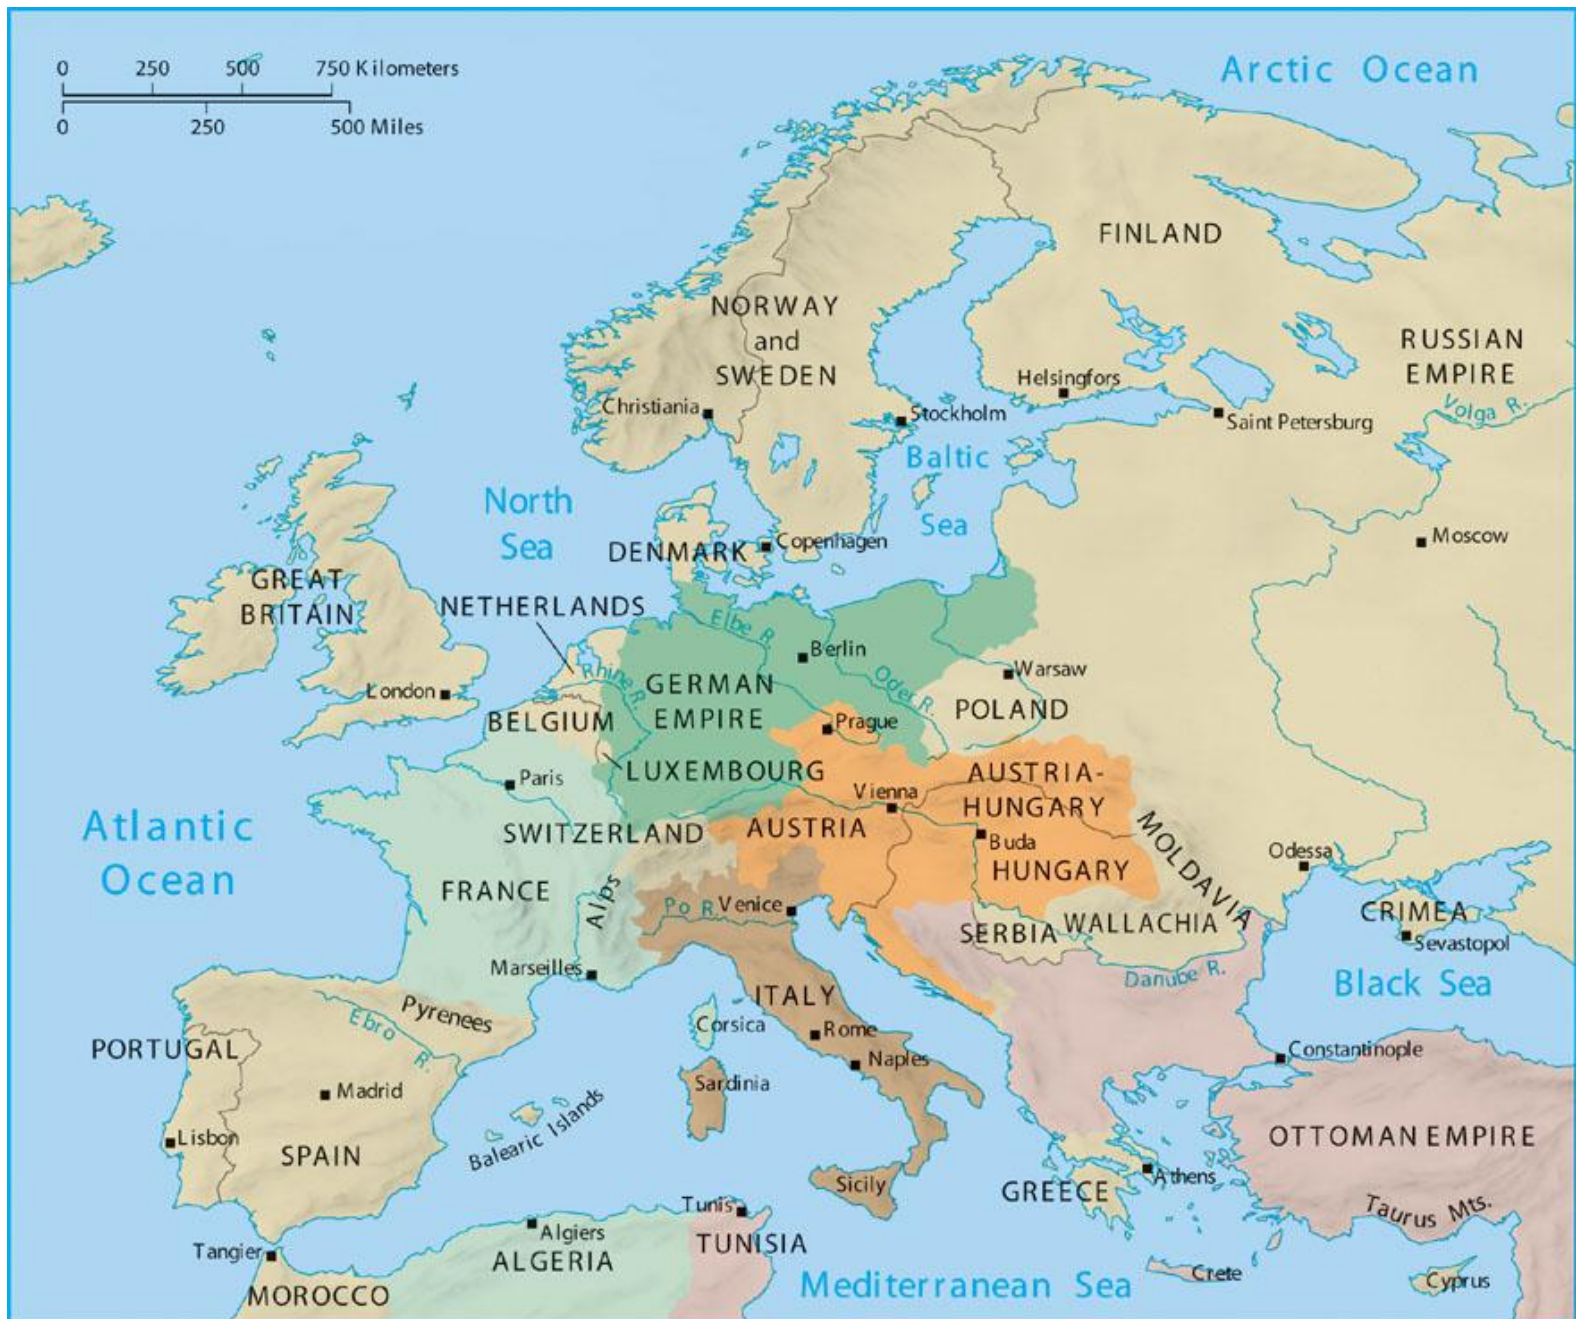 0 250 500 750 Kilometers
0 250 500 Miles
Arctic Ocean
FINLAND
NORWAY
and
SWEDEN
RUSSIAN
EMPIRE
Helsingfors
Volga R.
Christiania
Stockholm
Saint Petersburg
Baltic
Sea
North
Sea
Moscow
DENMARK
Copenhagen
GREAT
BRITAIN
NETHERLANDS
Elbe R.
Berlin
Rhine R.
Warsaw
London
GERMAN
EMPIRE
Oder R.
POLAND
BELGIUM
Prague
LUXEMBOURG
Paris
AUSTRIA-
HUNGARY
Vienna
Atlantic
Ocean
SWITZERLAND
AUSTRIA
Buda
MOLDAVIA
Odessa
HUNGARY
FRANCE
Alps
Po R.
Venice
CRIMEA
SERBIA
WALLACHIA
Sevastopol
Marseilles
Danube R.
Black Sea
ITALY
Pyrenees
Ebro R.
Corsica
Rome
PORTUGAL
Constantinople
Naples
Madrid
Sardinia
Lisbon
Balearic Islands
SPAIN
OTTOMAN EMPIRE
Athens
Sicily
GREECE
Tunis
Taurus Mts.
Algiers
Tangier
ALGERIA
TUNISIA
Crete
Cyprus
MOROCCO
Mediterranean Sea